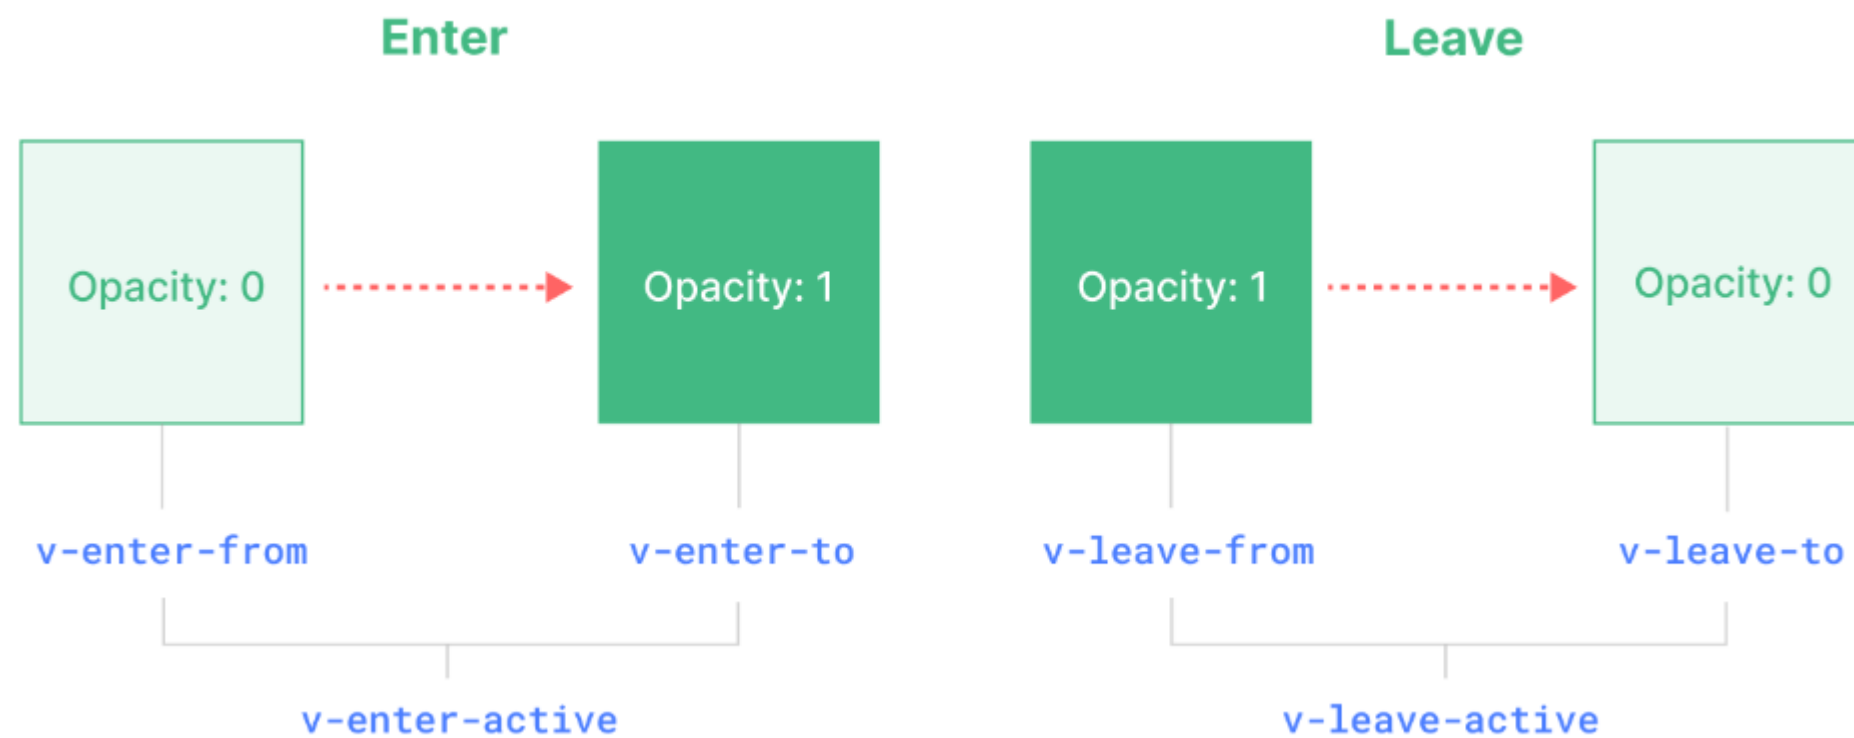 Enter
Leave
Opacity: 0
Opacity: 1
Opacity: 1
Opacity: 0
v-enter-from
v-enter-to
v-leave-from
v-leave-to
v-enter-active
v-leave-active